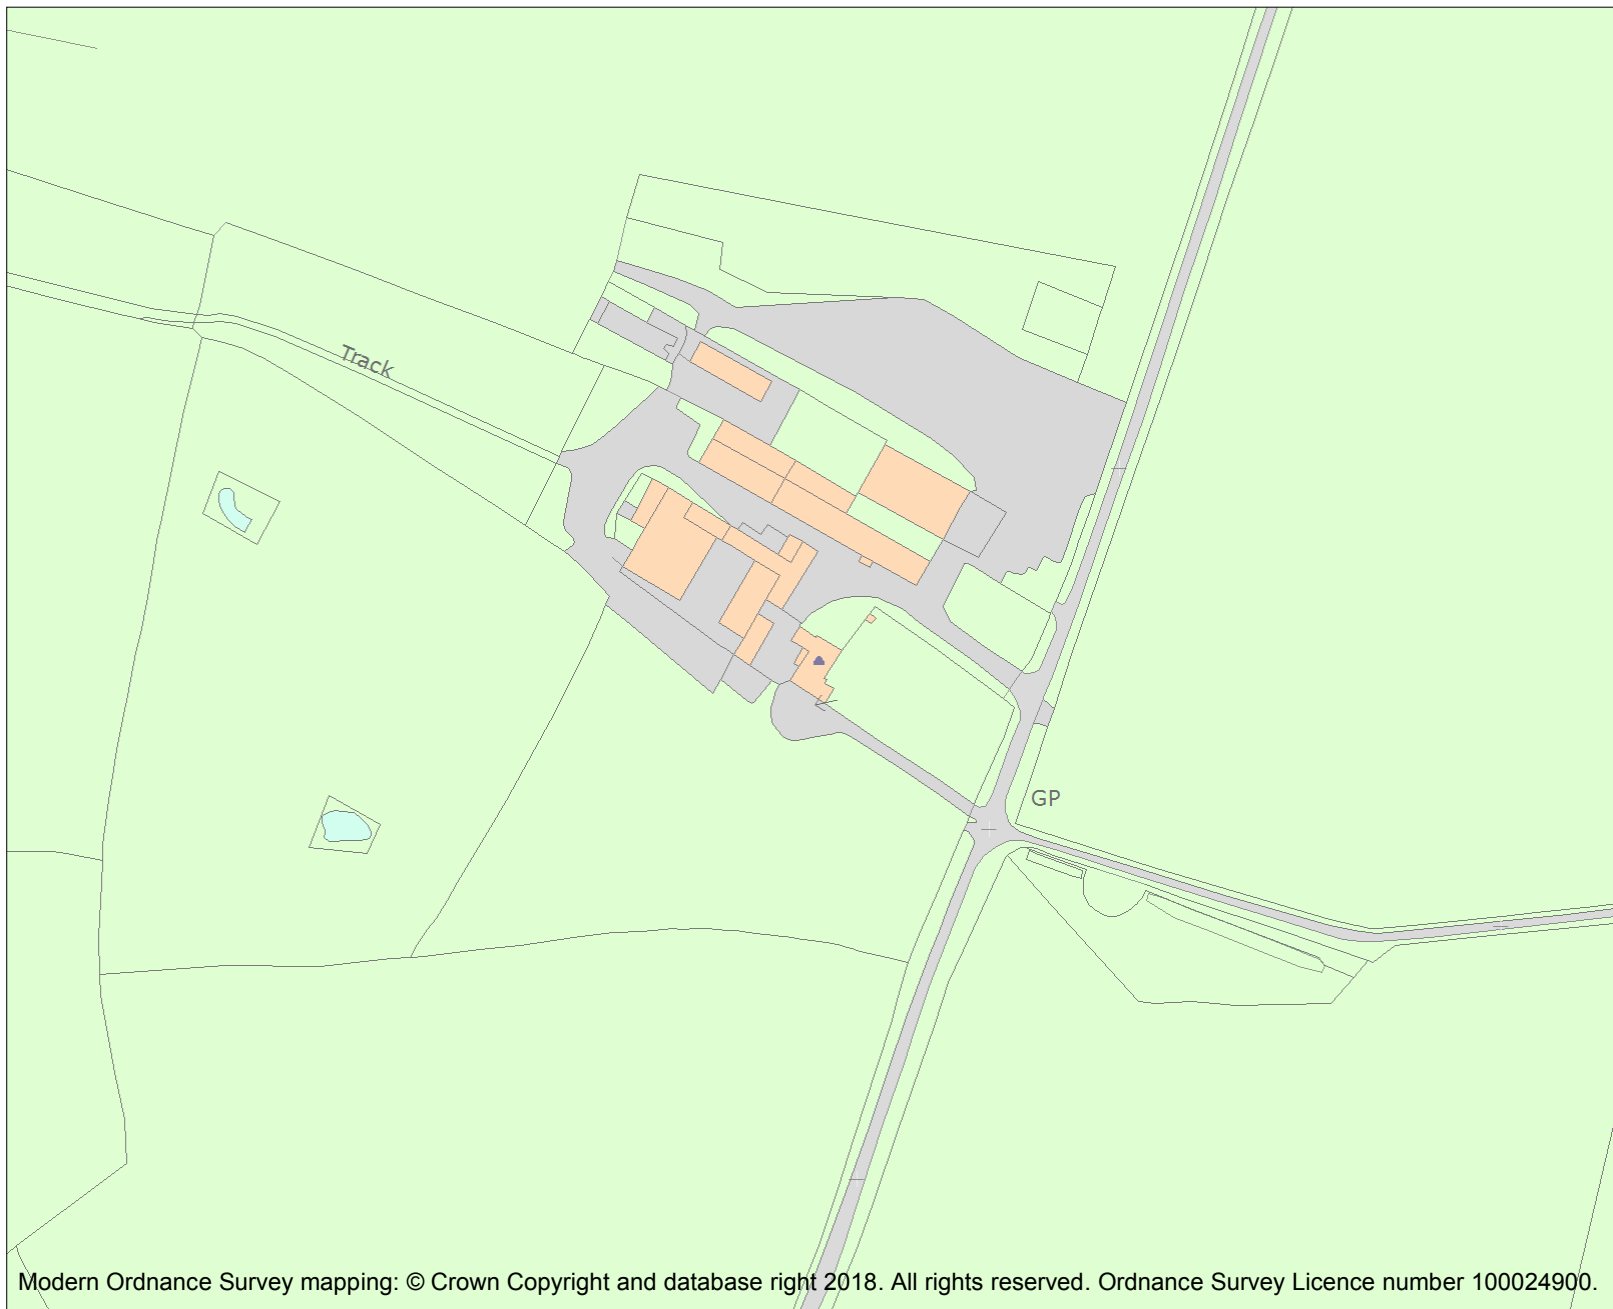 Track
GP
Modern Ordnance Survey mapping: © Crown Copyright and database right 2018. All rights reserved. Ordnance Survey Licence number 100024900.